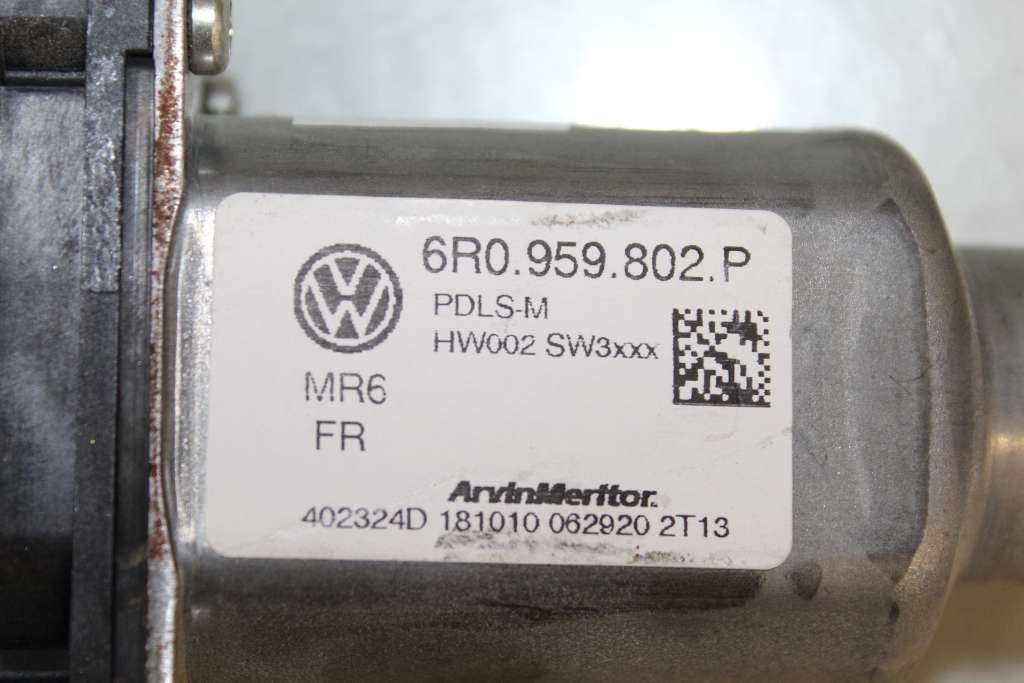 6R0.959.802.P
PDLS-M
HW002 SW3xxx
MR6
FR
ArvinMeritor.
402324D 181010 062920 2T13